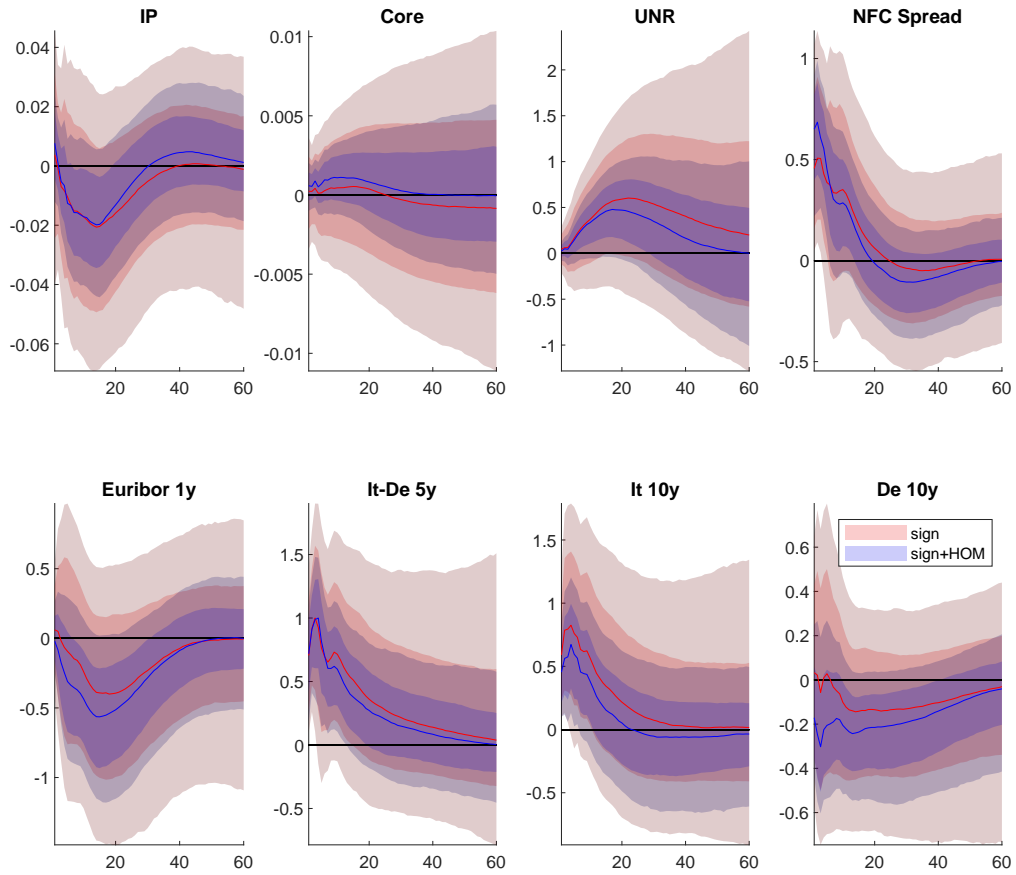 IP
0.04
0.02
0
-0.02
-0.04
-0.06
20 40 60
Core
0.01
0.005
0
-0.005
-0.01
20 40 60
UNR
2
1.5
1
0.5
0
-0.5
-1
20 40 60
NFC Spread
1
0.5
0
-0.5
20 40 60
Euribor 1y
0.5
0
-0.5
-1
20 40 60
It-De 5y
1.5
1
0.5
0
-0.5
20 40 60
It 10y
1.5
1
0.5
0
-0.5
20 40 60
De 10y
sign
sign+HOM
0.6
0.4
0.2
0
-0.2
-0.4
-0.6
20 40 60